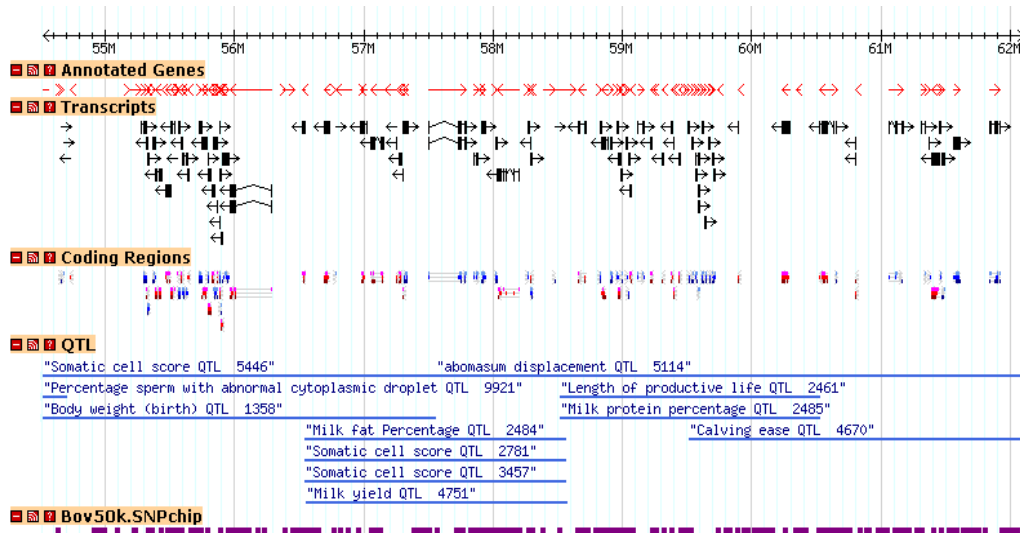 55M 56M 57M 58M 59M 60M 61M 62M
Annotated Genes
Transcripts
Coding Regions
QTL
"Somatic cell score QTL 5446" "abomasum displacement QTL 5114"
"Percentage sperm with abnormal cytoplasmic droplet QTL 9921" "Length of productive life QTL 2461"
"Body weight (birth) QTL 1358" "Milk protein percentage QTL 2485"
"Milk fat Percentage QTL 2484" "Calving ease QTL 4670"
"Somatic cell score QTL 2781"
"Somatic cell score QTL 3457"
"Milk yield QTL 4751"
Bov50k.SNPchip